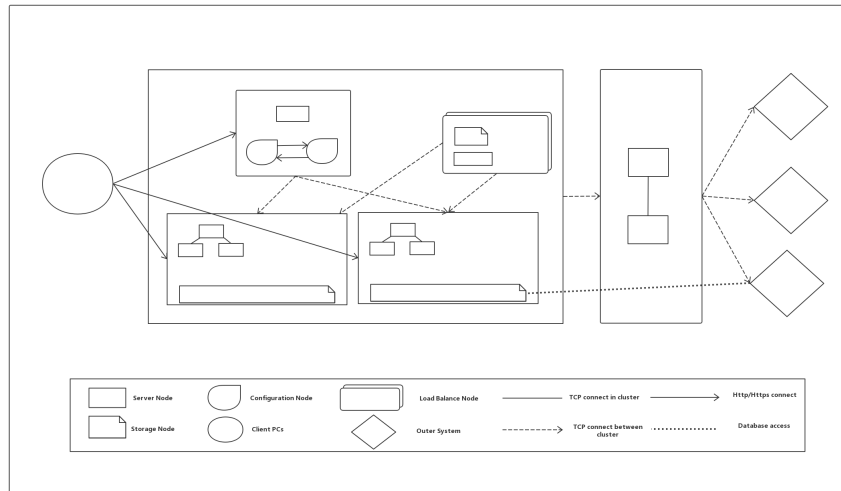 Server Node
Configuration Node
Load Balance Node
TCP connect in cluster
Http/Https connect
Storage Node
Client PCs
Outer System
TCP connect between
cluster
Database access